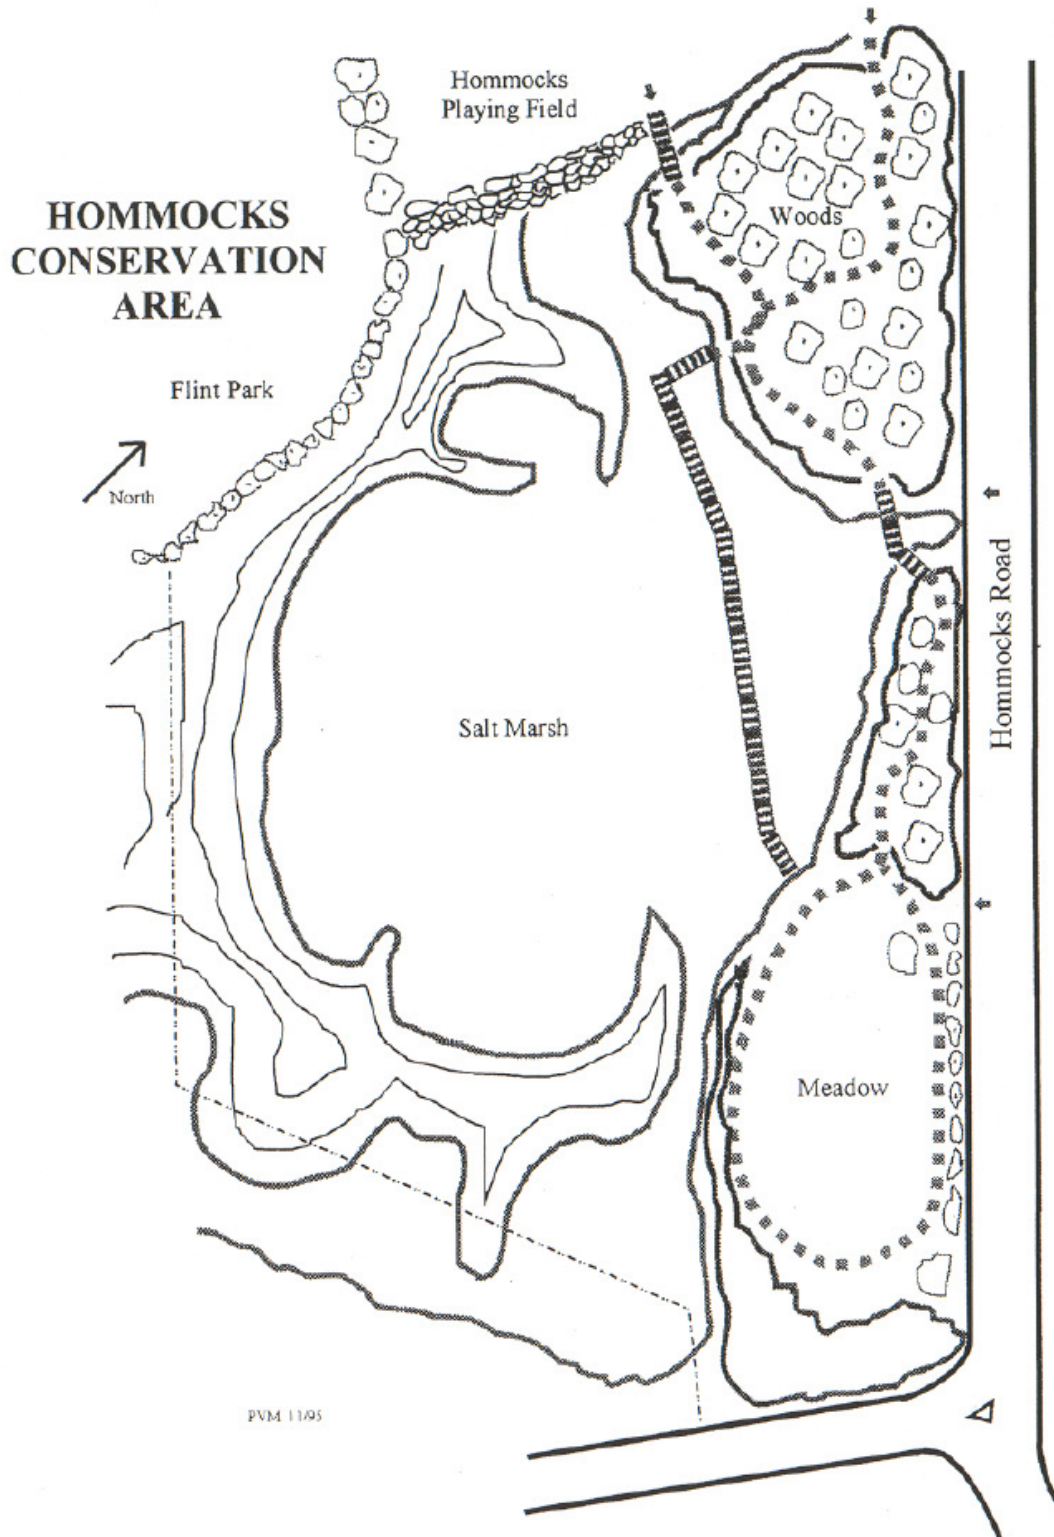 Hommocks
Playing Field
HOMMOCKS
CONSERVATION
AREA
Woods
Flint Park
North
Hommocks Road
Salt Marsh
Meadow
PVM 11/95